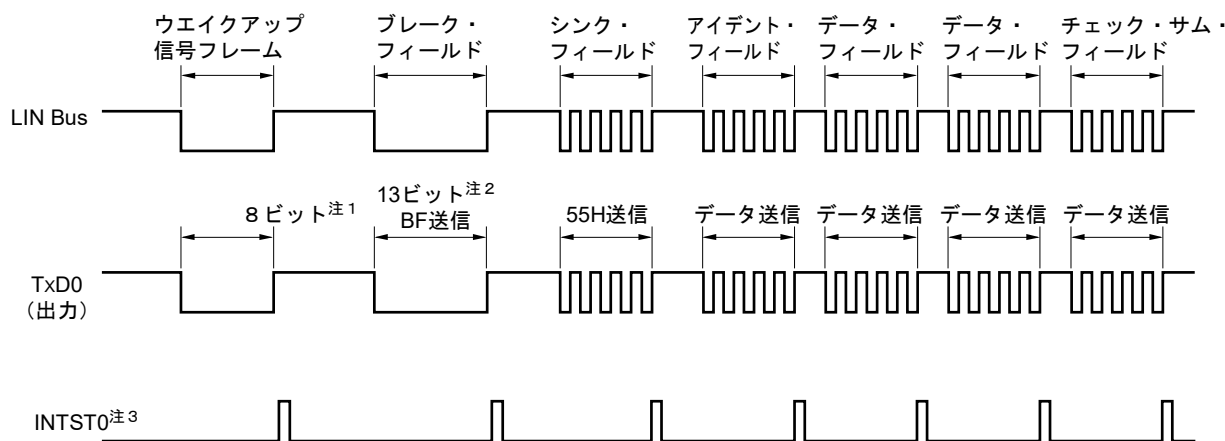 ウエイクアップ
信号フレーム
ブレーク・
フィールド
シンク・
フィールド
アイデント・
フィールド
データ・
フィールド
データ・
フィールド
チェック・サム・
フィールド
LIN Bus
8ビット注1
13ビット注2
BF送信
55H送信
データ送信
データ送信
データ送信
データ送信
TxD0
(出力)
INTST0注3